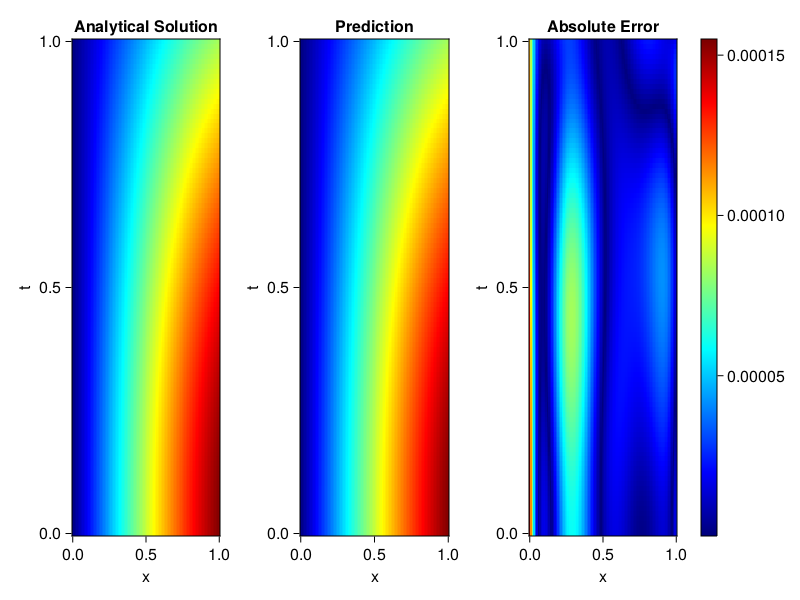 Analytical Solution Prediction Absolute Error
1.0 1.0 1.0 0.00015
0.00010
t 0.5 t 0.5 t 0.5
0.00005
0.0 0.0 0.0
0.0 0.5 1.0 0.0 0.5 1.0 0.0 0.5 1.0
x x x